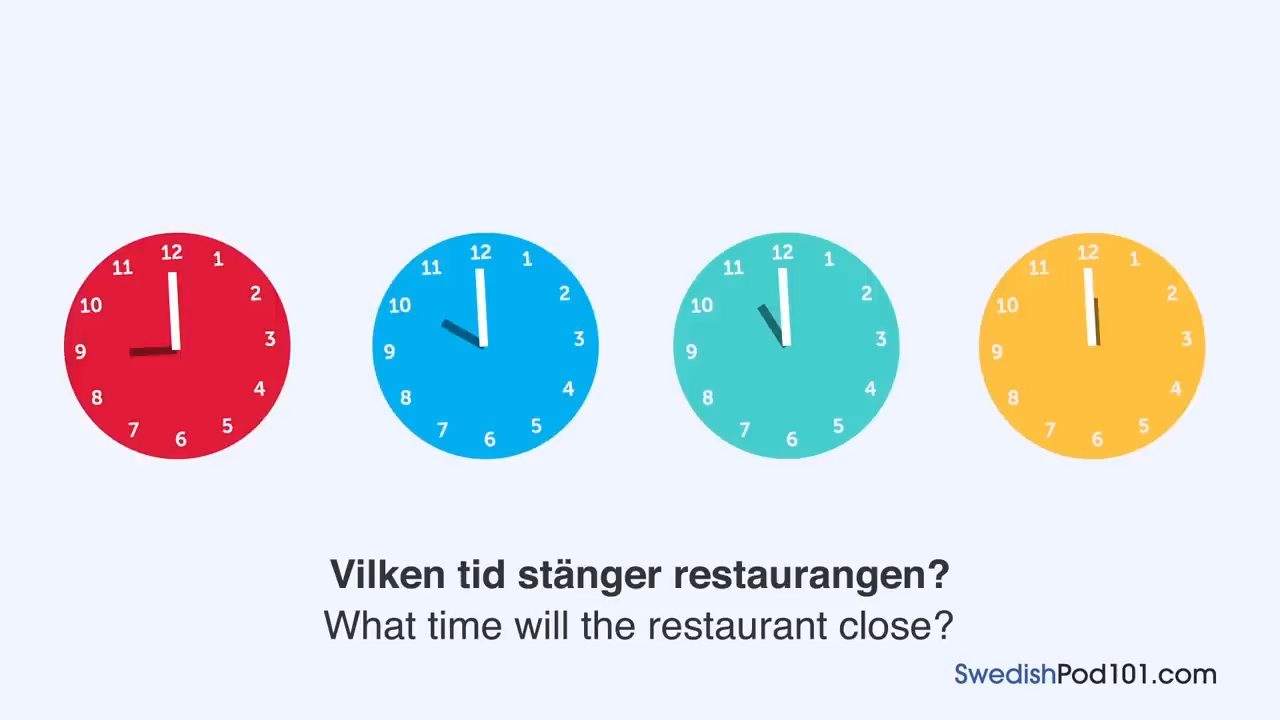 12 1 2 3 4 5 6 7 8 9 10 11
12 1 2 3 4 5 6 7 8 9 10 11
12 1 2 3 4 5 6 7 8 9 10 11
12 1 2 3 4 5 6 7 8 9 10 11
Vilken tid stänger restaurangen?
What time will the restaurant close?
SwedishPod101.com